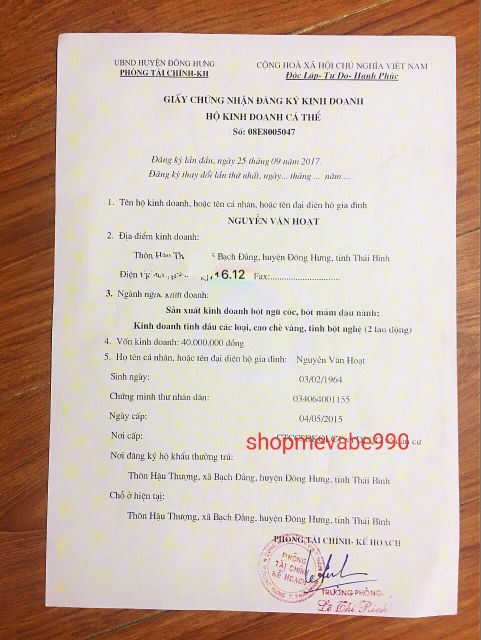 UBND HUYỆN ĐÔNG HƯNG
PHÒNG TÀI CHÍNH-KH
CỘNG HOÀ XÃ HỘI CHỦ NGHĨA VIỆT NAM
Độc Lập- Tự Do- Hạnh Phúc
GIẤY CHỨNG NHẬN ĐĂNG KÝ KINH DOANH
HỘ KINH DOANH CÁ THỂ
Số: 08E8005047
Đăng ký lần đầu, ngày 25 tháng 09 năm 2017.
Đăng ký thay đổi lần thứ nhất, ngày... tháng ... năm....
1. Tên hộ kinh doanh, hoặc tên cá nhân, hoặc tên đại diện hộ gia đình
NGUYỄN VĂN HOẠT
2. Địa điểm kinh doanh:
Thôn Bạch Đằng, huyện Đông Hưng, tỉnh Thái Bình
Điện 16.12 Fax:............................
3. Ngành doanh:
Sản xuất kinh doanh bột ngũ cốc, bột mầm đậu nành;
Kinh doanh tinh dầu các loại, cao chè vằng, tinh bột nghệ (2 lao động)
4. Vốn kinh doanh: 40.000.000 đồng
5. Họ tên cá nhân, hoặc tên đại diện hộ gia đình: Nguyễn Văn Hoạt
Sinh ngày: 03/02/1964
Chứng minh thư nhân dân: 034064001155
Ngày cấp: 04/05/2015
Nơi cấp: cư
shopmevabe990
Nơi đăng ký hộ khẩu thường trú:
Thôn Hậu Thượng, xã Bạch Đằng, huyện Đông Hưng, tỉnh Thái Bình
Chỗ ở hiện tại:
Thôn Hậu Thượng, xã Bạch Đằng, huyện Đông Hưng, tỉnh Thái Bình
PHÒNG TÀI CHÍNH- KẾ HOẠCH
PHÒNG
TÀI CHÍNH
KẾ HOẠCH
TRƯỞNG PHÒNG
Lê Thị